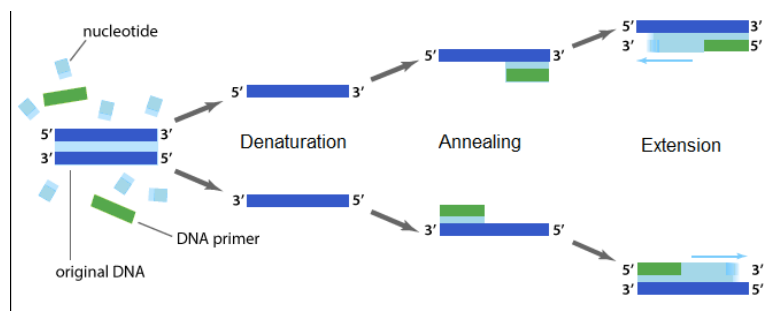 nucleotide
5′ 3′
3′ 5′
DNA primer
original DNA
5′ 3′
Denaturation
3′ 5′
5′ 3′
Annealing
3′ 5′
5′ 3′
3′ 5′
Extension
5′ 3′
3′ 5′